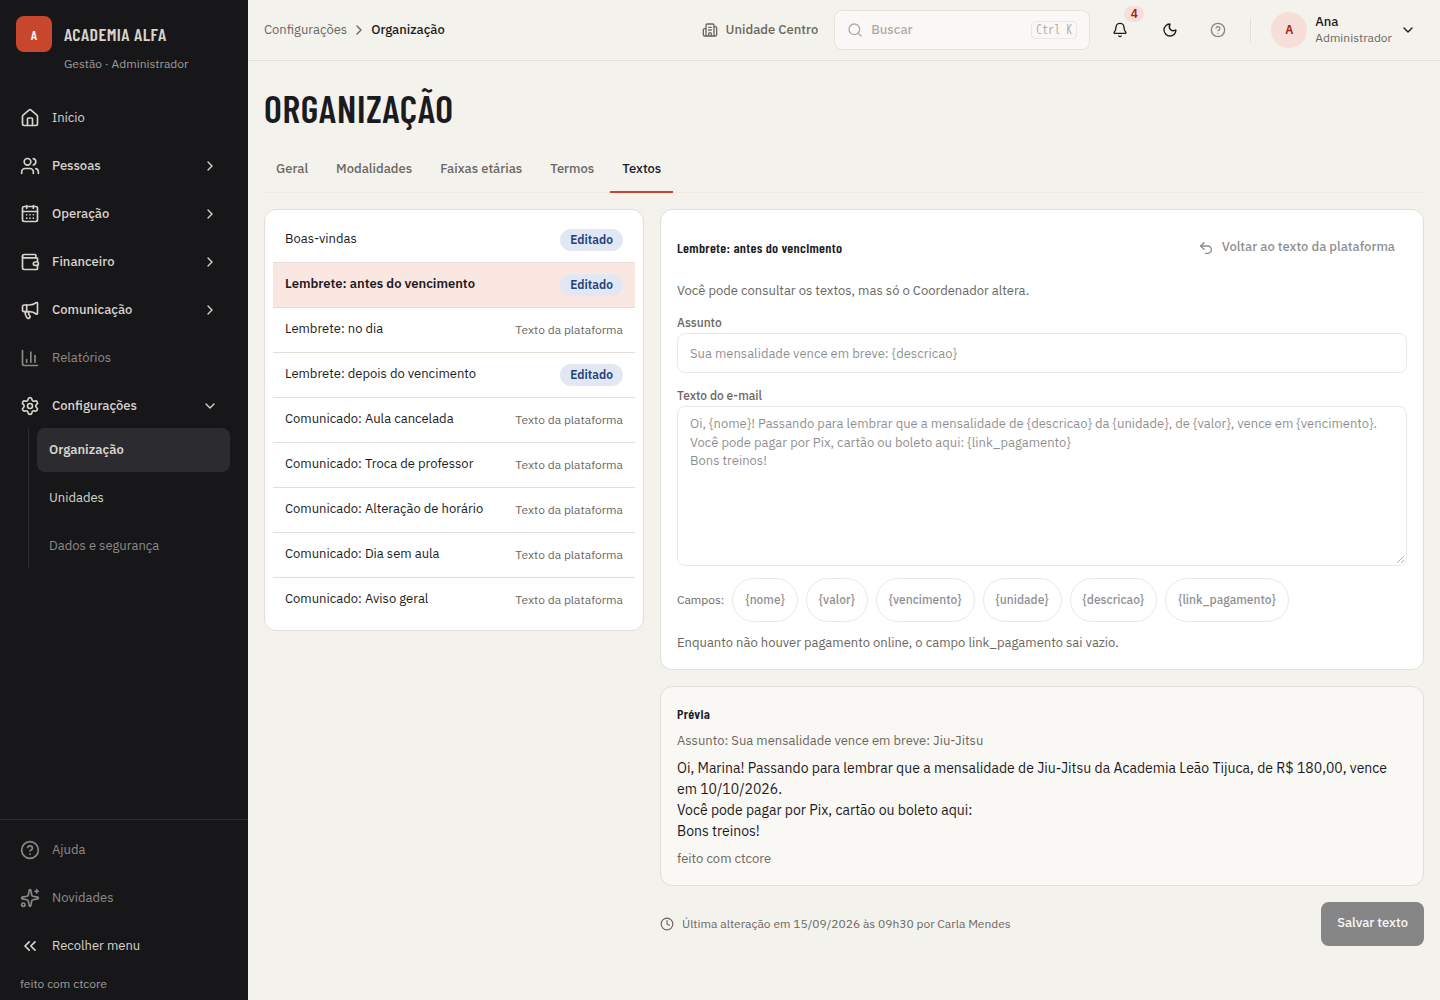 A
ACADEMIA ALFA
Gestão · Administrador
Início
Pessoas
Operação
Financeiro
Comunicação
Relatórios
Configurações
Organização
Unidades
Dados e segurança
Ajuda
Novidades
Recolher menu
feito com ctcore
Configurações > Organização
Unidade Centro
Buscar
Ctrl K
4
A
Ana
Administrador
ORGANIZAÇÃO
Geral
Modalidades
Faixas etárias
Termos
Textos
Boas-vindas Editado
Lembrete: antes do vencimento Editado
Lembrete: no dia Texto da plataforma
Lembrete: depois do vencimento Editado
Comunicado: Aula cancelada Texto da plataforma
Comunicado: Troca de professor Texto da plataforma
Comunicado: Alteração de horário Texto da plataforma
Comunicado: Dia sem aula Texto da plataforma
Comunicado: Aviso geral Texto da plataforma
Lembrete: antes do vencimento
Voltar ao texto da plataforma
Você pode consultar os textos, mas só o Coordenador altera.
Assunto
Sua mensalidade vence em breve: {descricao}
Texto do e-mail
Oi, {nome}! Passando para lembrar que a mensalidade de {descricao} da {unidade}, de {valor}, vence em {vencimento}.
Você pode pagar por Pix, cartão ou boleto aqui: {link_pagamento}
Bons treinos!
Campos: {nome} {valor} {vencimento} {unidade} {descricao} {link_pagamento}
Enquanto não houver pagamento online, o campo link_pagamento sai vazio.
Prévia
Assunto: Sua mensalidade vence em breve: Jiu-Jitsu
Oi, Marina! Passando para lembrar que a mensalidade de Jiu-Jitsu da Academia Leão Tijuca, de R$ 180,00, vence
em 10/10/2026.
Você pode pagar por Pix, cartão ou boleto aqui:
Bons treinos!
feito com ctcore
Última alteração em 15/09/2026 às 09h30 por Carla Mendes
Salvar texto